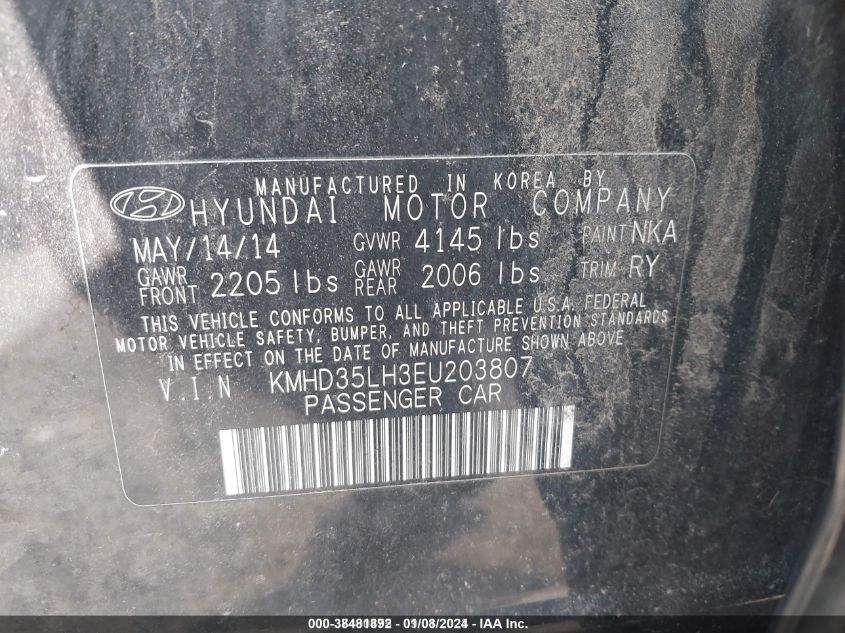 MANUFACTURED IN KOREA BY
HYUNDAI MOTOR COMPANY
MAY/14/14 GVWR 4145 lbs PAINT NKA
GAWR FRONT 2205 lbs GAWR REAR 2006 lbs TRIM RY
THIS VEHICLE CONFORMS TO ALL APPLICABLE U.S.A. FEDERAL
MOTOR VEHICLE SAFETY, BUMPER, AND THEFT PREVENTION STANDARDS
IN EFFECT ON THE DATE OF MANUFACTURE SHOWN ABOVE
V.I.N KMHD35LH3EU203807
PASSENGER CAR
000-38481892 - 01/08/2024 - IAA Inc.